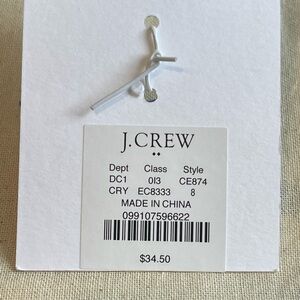 J.CREW
Dept Class Style
DC1 0I3 CE874
CRY EC8333 8
MADE IN CHINA
099107596622
$34.50